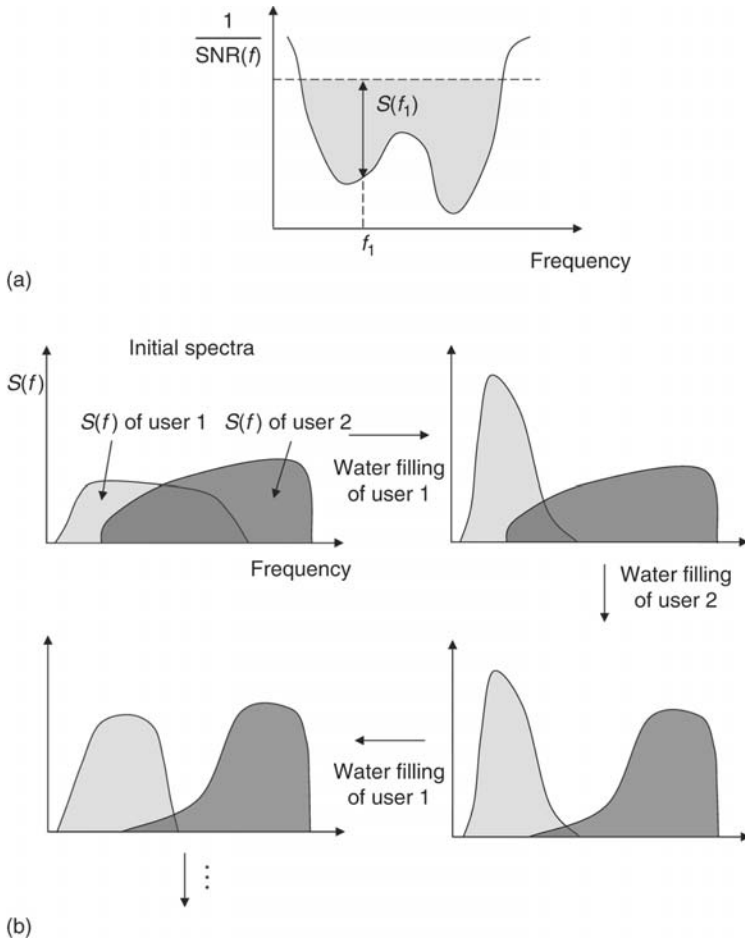 1
SNR(f)
S(f₁)
f₁
Frequency
(a)
Initial spectra
S(f)
S(f) of user 1
S(f) of user 2
Water filling
of user 1
Frequency
Water filling
of user 2
Water filling
of user 1
⋮
(b)